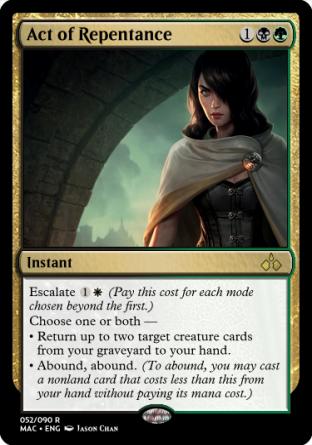 Act of Repentance 1
Instant
Escalate 1 (Pay this cost for each mode
chosen beyond the first.)
Choose one or both —
• Return up to two target creature cards
from your graveyard to your hand.
• Abound, abound. (To abound, you may cast
a nonland card that costs less than this from
your hand without paying its mana cost.)
052/090 R
MAC • ENG Jason Chan